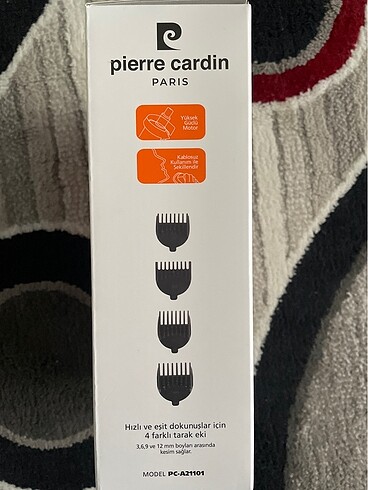 pierre cardin
PARIS
Yüksek
Güçlü
Motor
Kablosuz
Kullanım ile
Şekillendir
Hızlı ve eşit dokunuşlar için
4 farklı tarak eki
3,6,9 ve 12 mm boyları arasında
kesim sağlar.
MODEL PC-A21101